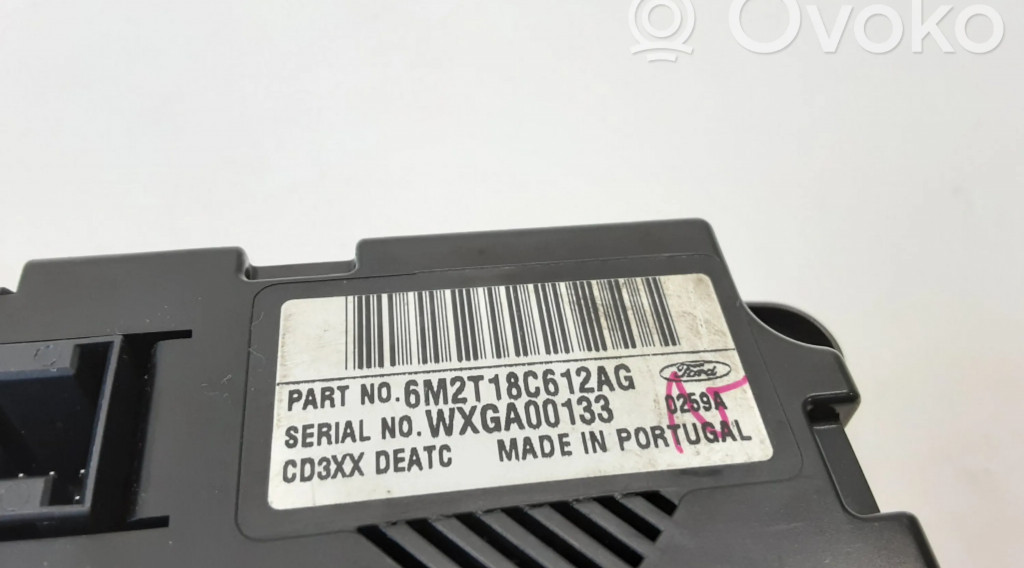 Ovoko
PART NO. 6M2T18C612AG
Ford
SERIAL NO. WXGA00133 0259A
CD3XX DEATC MADE IN PORTUGAL